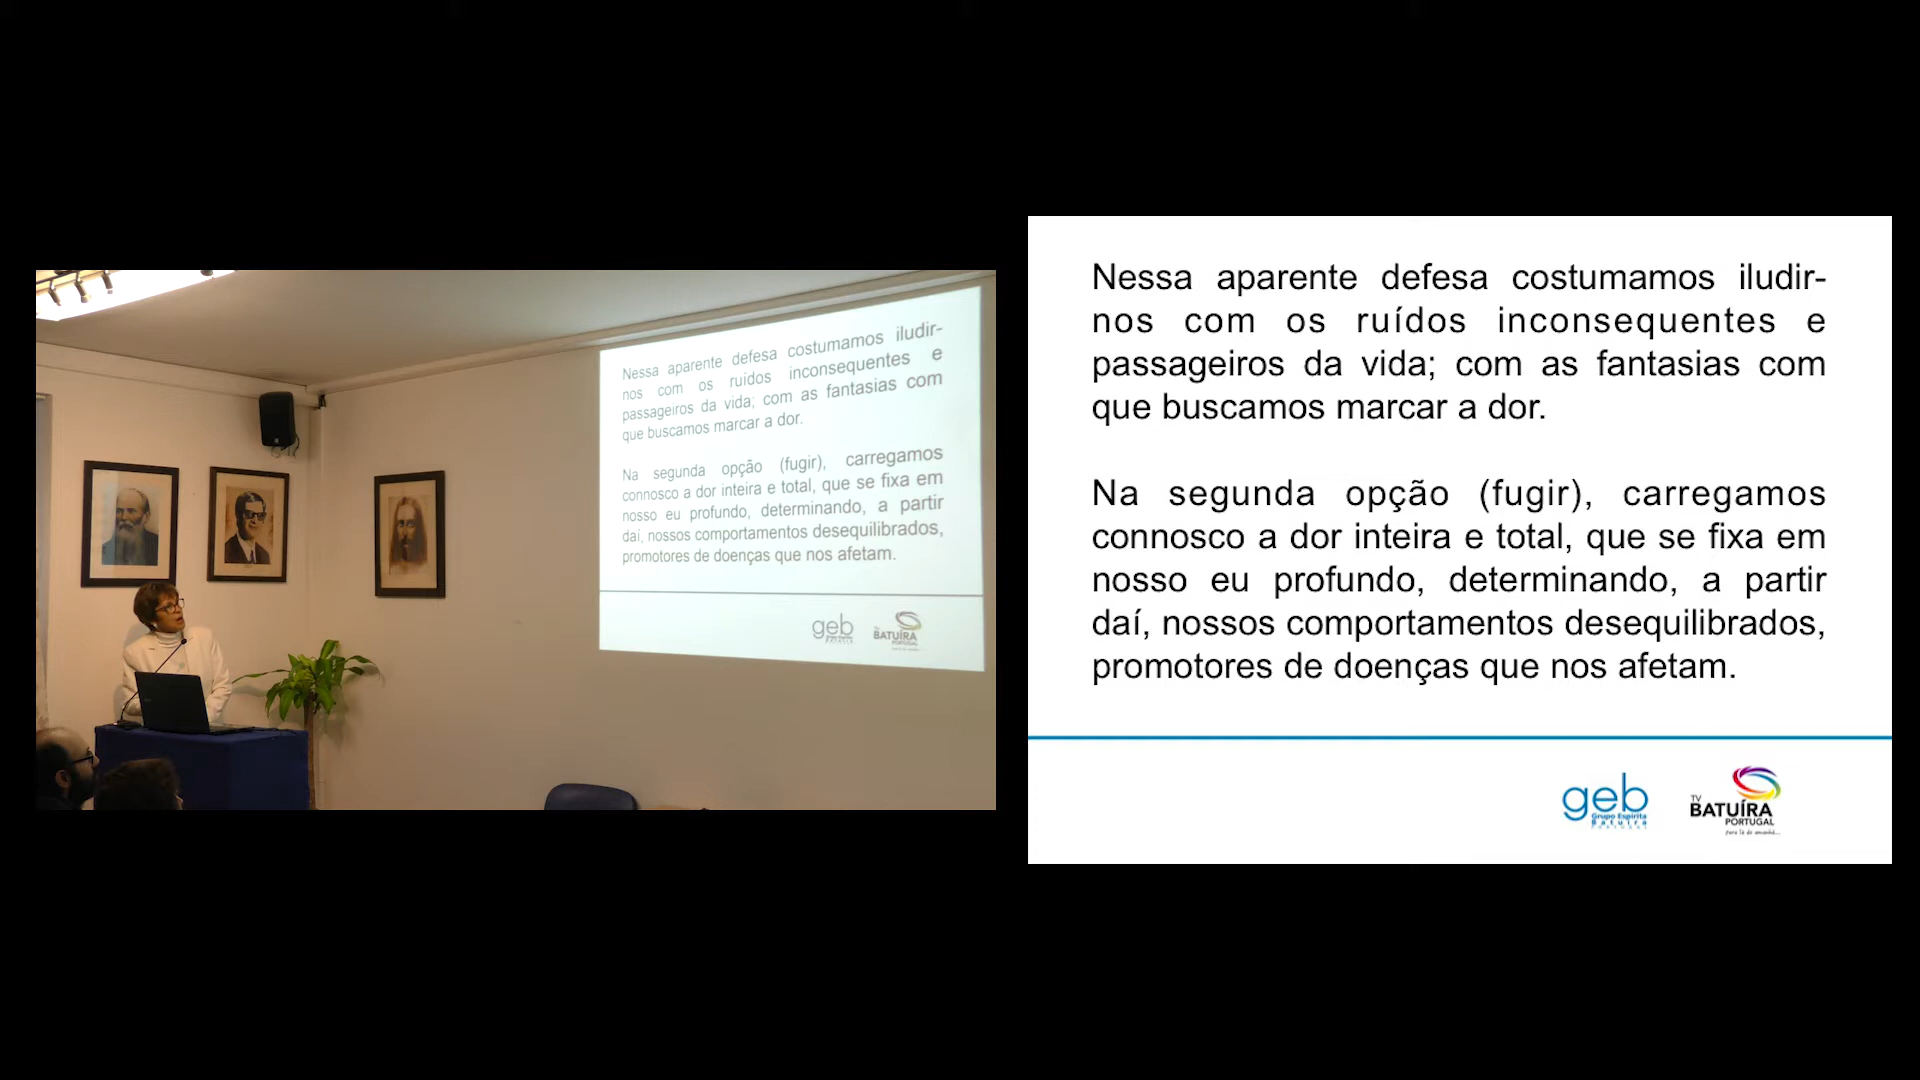 Nessa aparente defesa costumamos iludir-
nos com os ruídos inconsequentes e
passageiros da vida; com as fantasias com
que buscamos marcar a dor.
Na segunda opção (fugir), carregamos
connosco a dor inteira e total, que se fixa em
nosso eu profundo, determinando, a partir
daí, nossos comportamentos desequilibrados,
promotores de doenças que nos afetam.
geb
BATUÍRA
Nessa aparente defesa costumamos iludir-
nos com os ruídos inconsequentes e
passageiros da vida; com as fantasias com
que buscamos marcar a dor.
Na segunda opção (fugir), carregamos
connosco a dor inteira e total, que se fixa em
nosso eu profundo, determinando, a partir
daí, nossos comportamentos desequilibrados,
promotores de doenças que nos afetam.
geb
Grupo Espírita
Batuíra
PORTUGAL
TV
BATUÍRA
PORTUGAL
para lá do amanhã...